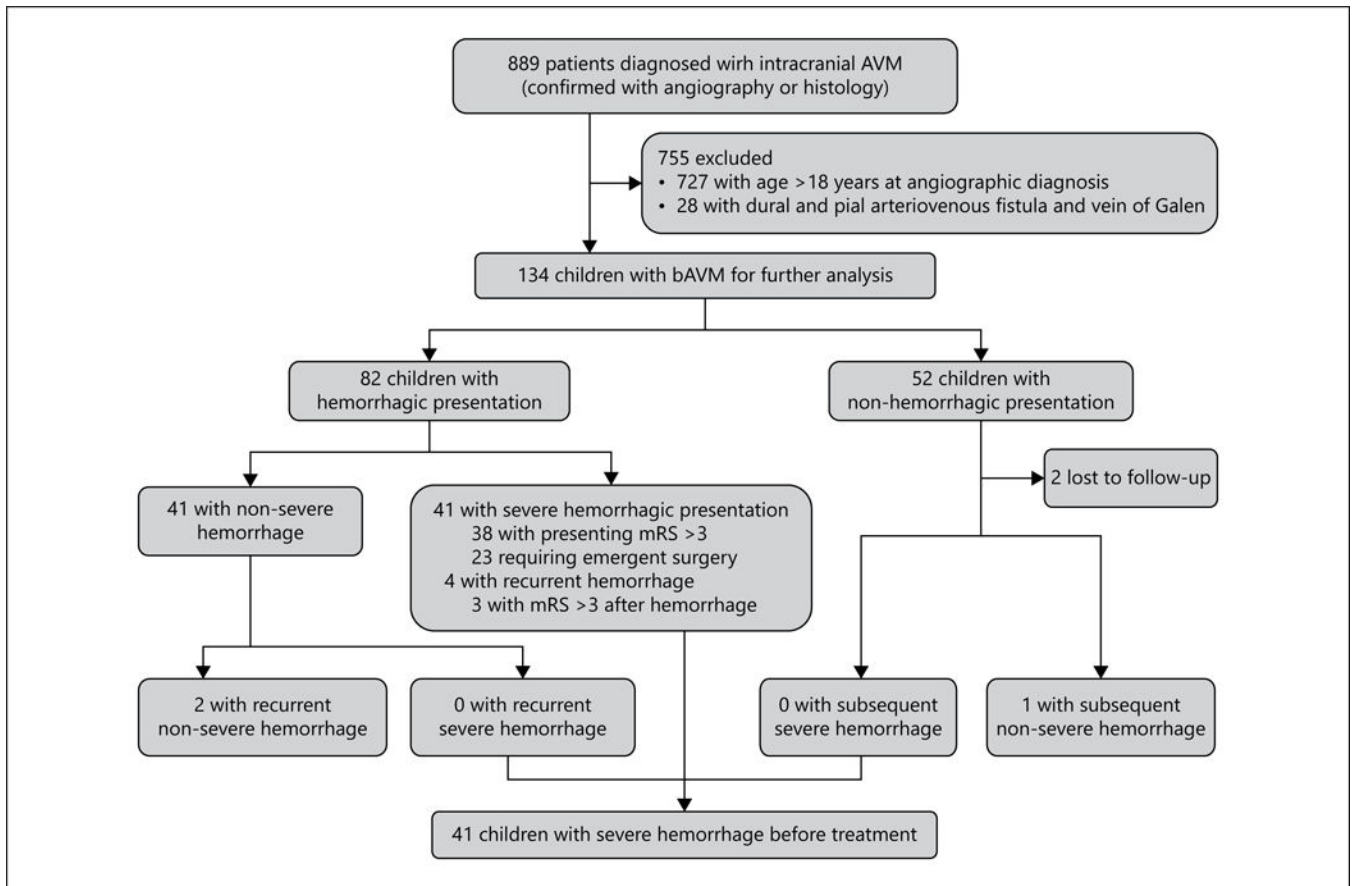 889 patients diagnosed wirh intracranial AVM
(confirmed with angiography or histology)
755 excluded
• 727 with age >18 years at angiographic diagnosis
• 28 with dural and pial arteriovenous fistula and vein of Galen
134 children with bAVM for further analysis
82 children with
hemorrhagic presentation
52 children with
non-hemorrhagic presentation
2 lost to follow-up
41 with non-severe
hemorrhage
41 with severe hemorrhagic presentation
38 with presenting mRS >3
23 requiring emergent surgery
4 with recurrent hemorrhage
3 with mRS >3 after hemorrhage
2 with recurrent
non-severe hemorrhage
0 with recurrent
severe hemorrhage
0 with subsequent
severe hemorrhage
1 with subsequent
non-severe hemorrhage
41 children with severe hemorrhage before treatment